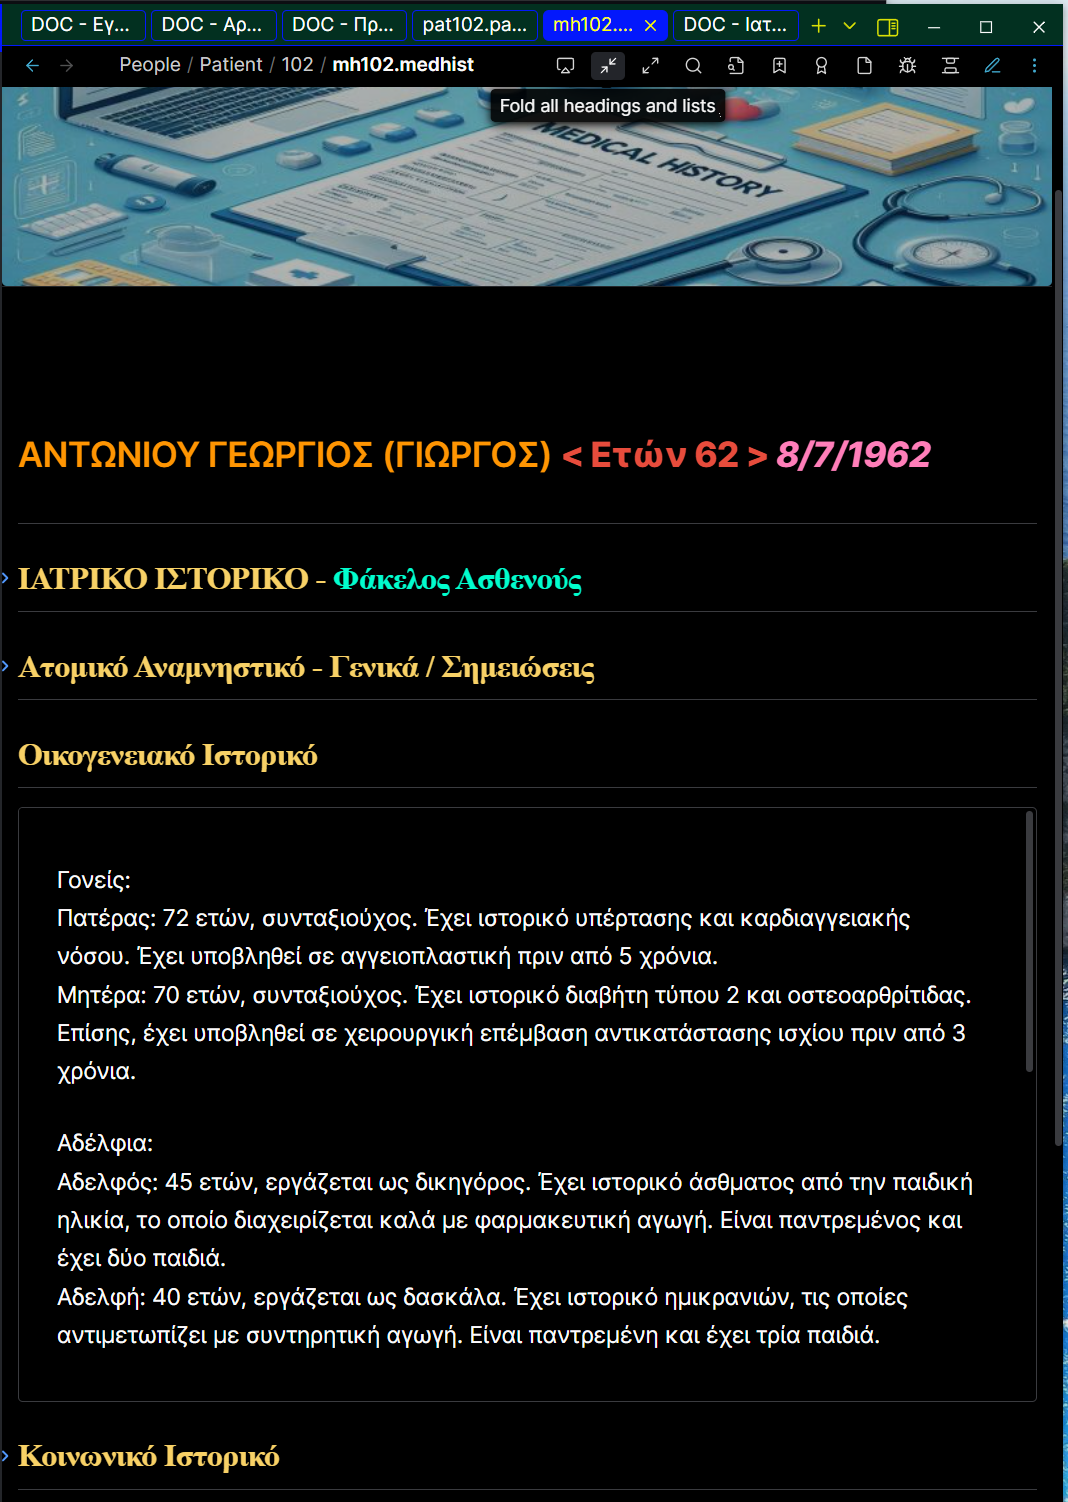 DOC - Εγ...
DOC - Αρ...
DOC - Πρ...
pat102.pa...
mh102....
DOC - Ιατ...
People / Patient / 102 / mh102.medhist
Fold all headings and lists
MEDICAL HISTORY
ΑΝΤΩΝΙΟΥ ΓΕΩΡΓΙΟΣ (ΓΙΩΡΓΟΣ) < Ετών 62 > 8/7/1962
ΙΑΤΡΙΚΟ ΙΣΤΟΡΙΚΟ - Φάκελος Ασθενούς
Ατομικό Αναμνηστικό - Γενικά / Σημειώσεις
Οικογενειακό Ιστορικό
Γονείς:
Πατέρας: 72 ετών, συνταξιούχος. Έχει ιστορικό υπέρτασης και καρδιαγγειακής
νόσου. Έχει υποβληθεί σε αγγειοπλαστική πριν από 5 χρόνια.
Μητέρα: 70 ετών, συνταξιούχος. Έχει ιστορικό διαβήτη τύπου 2 και οστεοαρθρίτιδας.
Επίσης, έχει υποβληθεί σε χειρουργική επέμβαση αντικατάστασης ισχίου πριν από 3
χρόνια.
Αδέλφια:
Αδελφός: 45 ετών, εργάζεται ως δικηγόρος. Έχει ιστορικό άσθματος από την παιδική
ηλικία, το οποίο διαχειρίζεται καλά με φαρμακευτική αγωγή. Είναι παντρεμένος και
έχει δύο παιδιά.
Αδελφή: 40 ετών, εργάζεται ως δασκάλα. Έχει ιστορικό ημικρανιών, τις οποίες
αντιμετωπίζει με συντηρητική αγωγή. Είναι παντρεμένη και έχει τρία παιδιά.
Κοινωνικό Ιστορικό